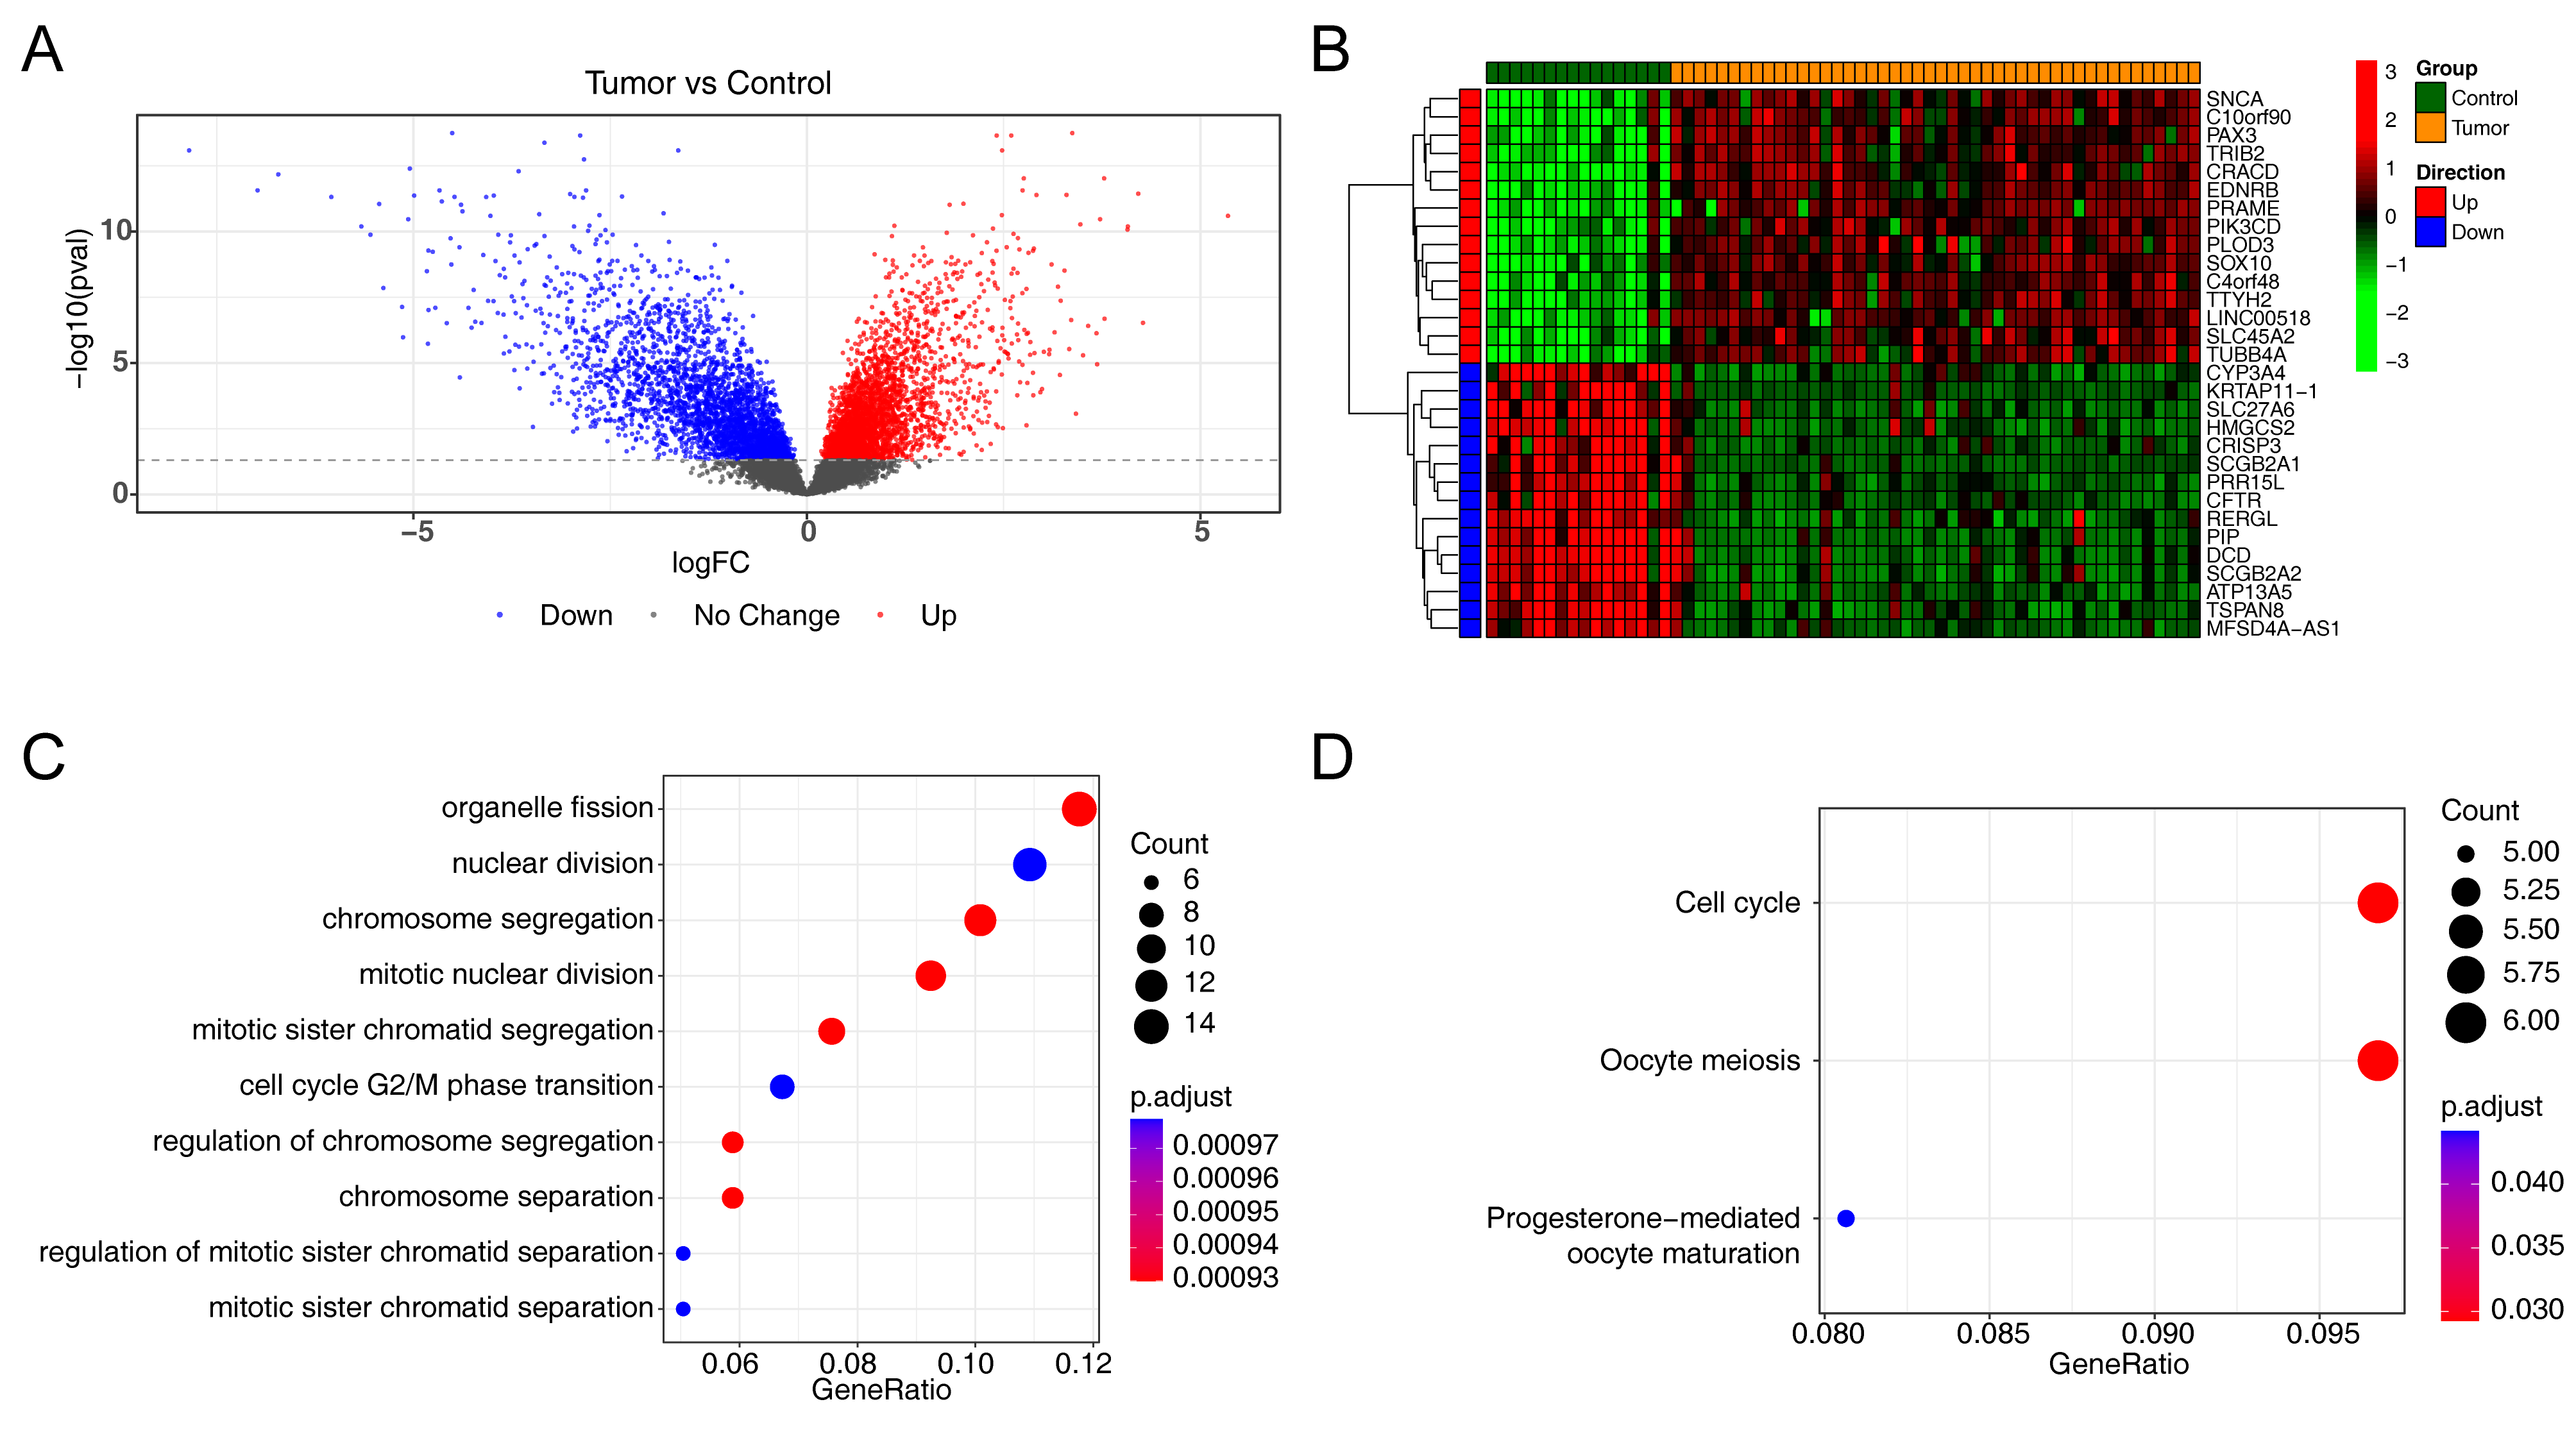 A
Tumor vs Control
−log10(pval)
10
5
0
−5
0
5
logFC
Down
No Change
Up
B
SNCA
C10orf90
PAX3
TRIB2
CRACD
EDNRB
PRAME
PIK3CD
PLOD3
SOX10
C4orf48
TTYH2
LINC00518
SLC45A2
TUBB4A
CYP3A4
KRTAP11−1
SLC27A6
HMGCS2
CRISP3
SCGB2A1
PRR15L
CFTR
RERGL
PIP
DCD
SCGB2A2
ATP13A5
TSPAN8
MFSD4A−AS1
3
2
1
0
−1
−2
−3
Group
Control
Tumor
Direction
Up
Down
C
organelle fission
nuclear division
chromosome segregation
mitotic nuclear division
mitotic sister chromatid segregation
cell cycle G2/M phase transition
regulation of chromosome segregation
chromosome separation
regulation of mitotic sister chromatid separation
mitotic sister chromatid separation
0.06
0.08
0.10
0.12
GeneRatio
Count
6
8
10
12
14
p.adjust
0.00097
0.00096
0.00095
0.00094
0.00093
D
Cell cycle
Oocyte meiosis
Progesterone−mediated
oocyte maturation
0.080
0.085
0.090
0.095
GeneRatio
Count
5.00
5.25
5.50
5.75
6.00
p.adjust
0.040
0.035
0.030